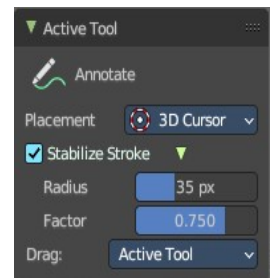 Active Tool
Annotate
Placement 3D Cursor
Stabilize Stroke
Radius 35 px
Factor 0.750
Drag: Active Tool